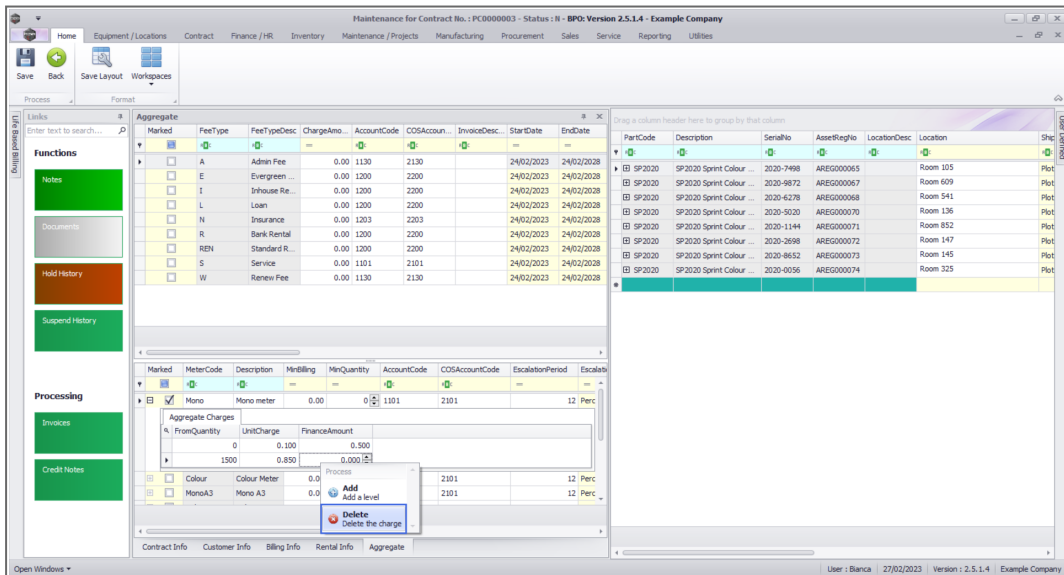 Maintenance for Contract No. : PC0000003 - Status : N - BPO: Version 2.5.1.4 - Example Company
Home Equipment / Locations Contract Finance / HR Inventory Maintenance / Projects Manufacturing Procurement Sales Service Reporting Utilities
Save Back Save Layout Workspaces
Process Format
Life Based Billing
Links
Enter text to search...
Functions
Notes
Documents
Hold History
Suspend History
Processing
Invoices
Credit Notes
Aggregate
Marked FeeType FeeTypeDesc ChargeAmo... AccountCode COSAccoun... InvoiceDesc... StartDate EndDate
A Admin Fee 0.00 1130 2130 24/02/2023 24/02/2028
E Evergreen ... 0.00 1200 2200 24/02/2023 24/02/2028
I Inhouse Re... 0.00 1200 2200 24/02/2023 24/02/2028
L Loan 0.00 1200 2200 24/02/2023 24/02/2028
N Insurance 0.00 1203 2203 24/02/2023 24/02/2028
R Bank Rental 0.00 1200 2200 24/02/2023 24/02/2028
REN Standard R... 0.00 1200 2200 24/02/2023 24/02/2028
S Service 0.00 1101 2101 24/02/2023 24/02/2028
W Renew Fee 0.00 1130 2130 24/02/2023 24/02/2028
Marked MeterCode Description MinBilling MinQuantity AccountCode COSAccountCode EscalationPeriod Escalati
Mono Mono meter 0.00 0 1101 2101 12 Perc
Aggregate Charges
FromQuantity UnitCharge FinanceAmount
0 0.100 0.500
1500 0.850 0.000
Colour Colour Meter 0.0 2101 12 Perc
MonoA3 Mono A3 0.0 2101 12 Perc
Process
Add
Add a level
Delete
Delete the charge
Contract Info Customer Info Billing Info Rental Info Aggregate
Drag a column header here to group by that column
PartCode Description SerialNo AssetRegNo LocationDesc Location Ship
SP2020 SP2020 Sprint Colour ... 2020-7498 AREG000065 Room 105 Plot
SP2020 SP2020 Sprint Colour ... 2020-9872 AREG000067 Room 609 Plot
SP2020 SP2020 Sprint Colour ... 2020-6278 AREG000068 Room 541 Plot
SP2020 SP2020 Sprint Colour ... 2020-5020 AREG000070 Room 136 Plot
SP2020 SP2020 Sprint Colour ... 2020-1144 AREG000071 Room 852 Plot
SP2020 SP2020 Sprint Colour ... 2020-2698 AREG000072 Room 147 Plot
SP2020 SP2020 Sprint Colour ... 2020-8652 AREG000073 Room 145 Plot
SP2020 SP2020 Sprint Colour ... 2020-0056 AREG000074 Room 325 Plot
User Defined
Open Windows
User : Bianca 27/02/2023 Version : 2.5.1.4 Example Company